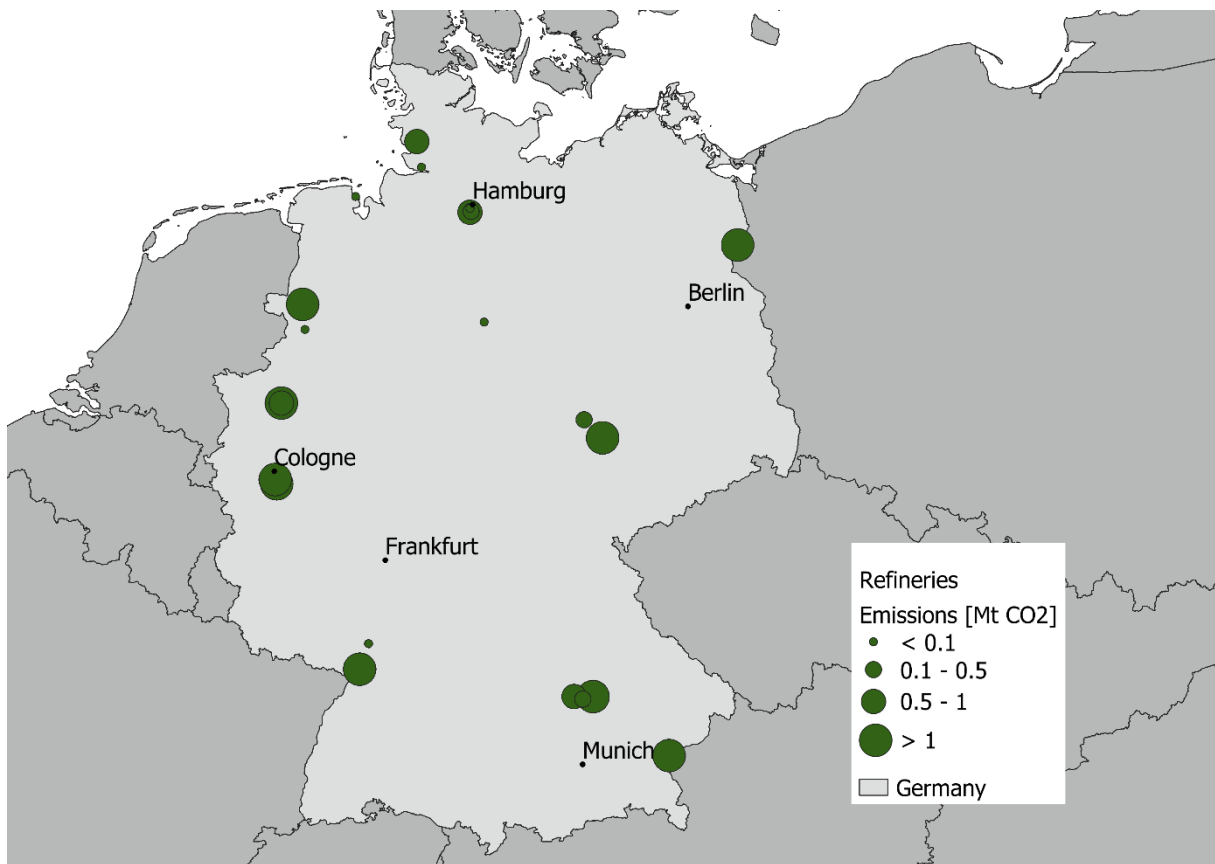 Hamburg
Berlin
Cologne
Frankfurt
Munich
Refineries
Emissions [Mt CO2]
< 0.1
0.1 - 0.5
0.5 - 1
> 1
Germany